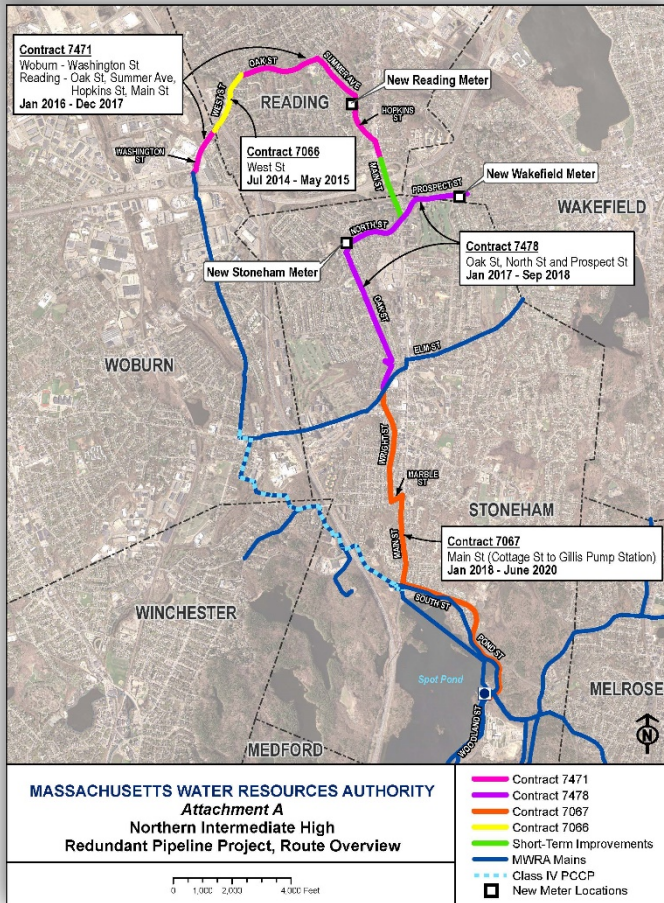 Contract 7471
Woburn - Washington St
Reading - Oak St, Summer Ave,
Hopkins St, Main St
Jan 2016 - Dec 2017
OAK ST
SUMMER AVE
New Reading Meter
READING
WEST ST
HOPKINS
ST
WASHINGTON
ST
Contract 7066
West St
Jul 2014 - May 2015
MAIN ST
PROSPECT ST
New Wakefield Meter
WAKEFIELD
NORTH ST
New Stoneham Meter
Contract 7478
Oak St, North St and Prospect St
Jan 2017 - Sep 2018
OAK ST
ELM ST
WOBURN
WRIGHT ST
MARBLE
ST
STONEHAM
MAIN ST
Contract 7067
Main St (Cottage St to Gillis Pump Station)
Jan 2018 - June 2020
WINCHESTER
SOUTH ST
POND ST
Spot Pond
MELROSE
WOODLAND ST
MEDFORD
N
MASSACHUSETTS WATER RESOURCES AUTHORITY
Attachment A
Northern Intermediate High
Redundant Pipeline Project, Route Overview
0 1,000 2,000 4,000 Feet
Contract 7471
Contract 7478
Contract 7067
Contract 7066
Short-Term Improvements
MWRA Mains
Class IV PCCP
New Meter Locations